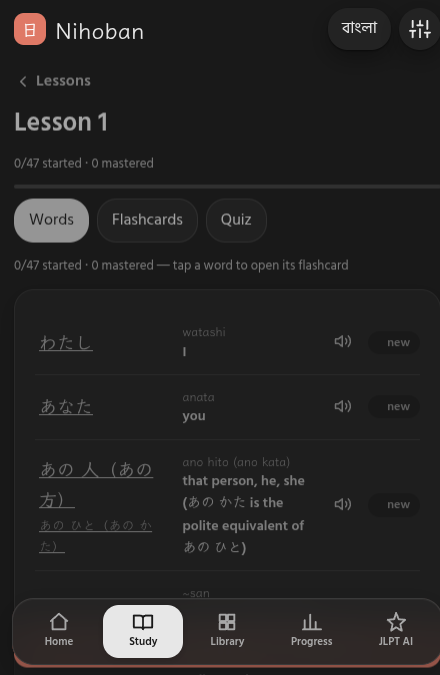 日 Nihoban
বাংলা
Lessons
Lesson 1
0/47 started · 0 mastered
Words
Flashcards
Quiz
0/47 started · 0 mastered — tap a word to open its flashcard
わたし
watashi
I
new
あなた
anata
you
new
あの 人（あの
方）
あの ひと（あの か
た）
ano hito (ano kata)
that person, he, she
(あの かた is the
polite equivalent of
あの ひと)
new
~san
Home
Study
Library
Progress
JLPT AI